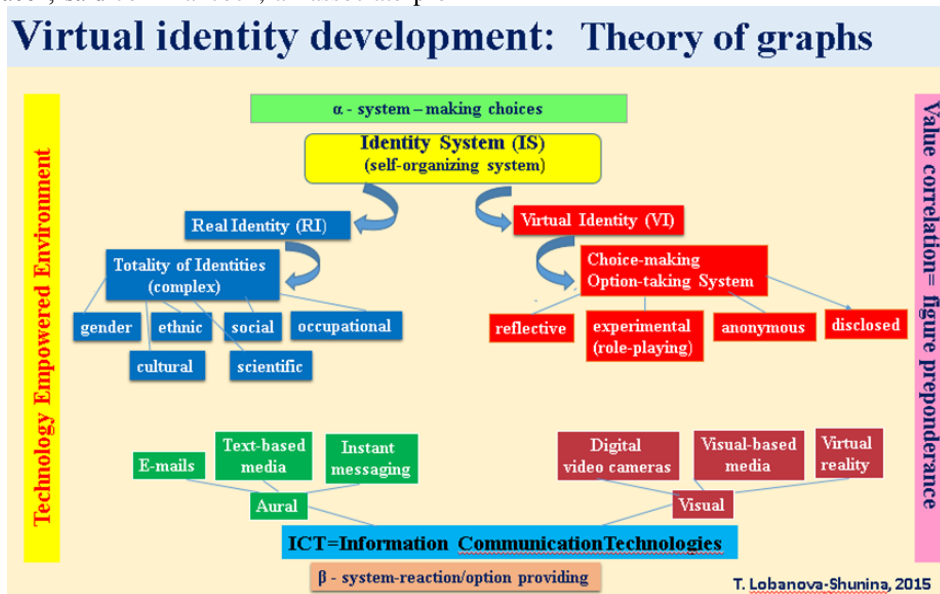 Virtual identity development: Theory of graphs
α - system – making choices
Identity System (IS)
(self-organizing system)
Real Identity (RI)
Virtual Identity (VI)
Totality of Identities
(complex)
Choice-making
Option-taking System
gender
ethnic
social
occupational
cultural
scientific
reflective
experimental
(role-playing)
anonymous
disclosed
Technology Empowered Environment
Value correlation= figure preponderance
E-mails
Text-based
media
Instant
messaging
Aural
Digital
video cameras
Visual-based
media
Virtual
reality
Visual
ICT=Information CommunicationTechnologies
β - system-reaction/option providing
T. Lobanova-Shunina, 2015